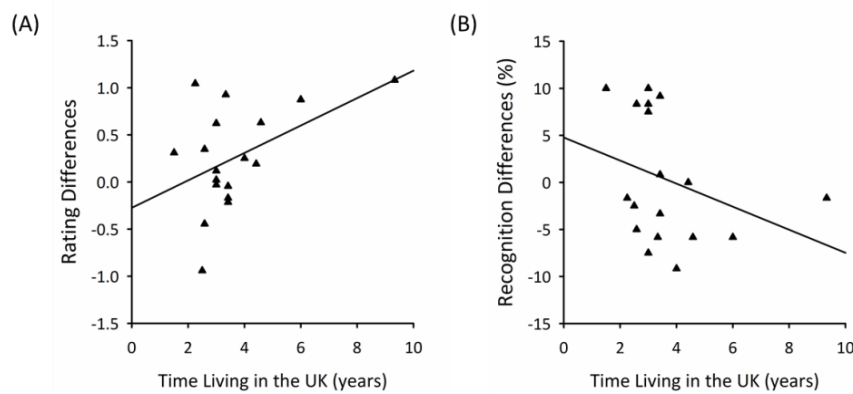 (A)
1.5
1.0
0.5
0.0
-0.5
-1.0
-1.5
Rating Differences
0 2 4 6 8 10
Time Living in the UK (years)
(B)
15
10
5
0
-5
-10
-15
Recognition Differences (%)
0 2 4 6 8 10
Time Living in the UK (years)